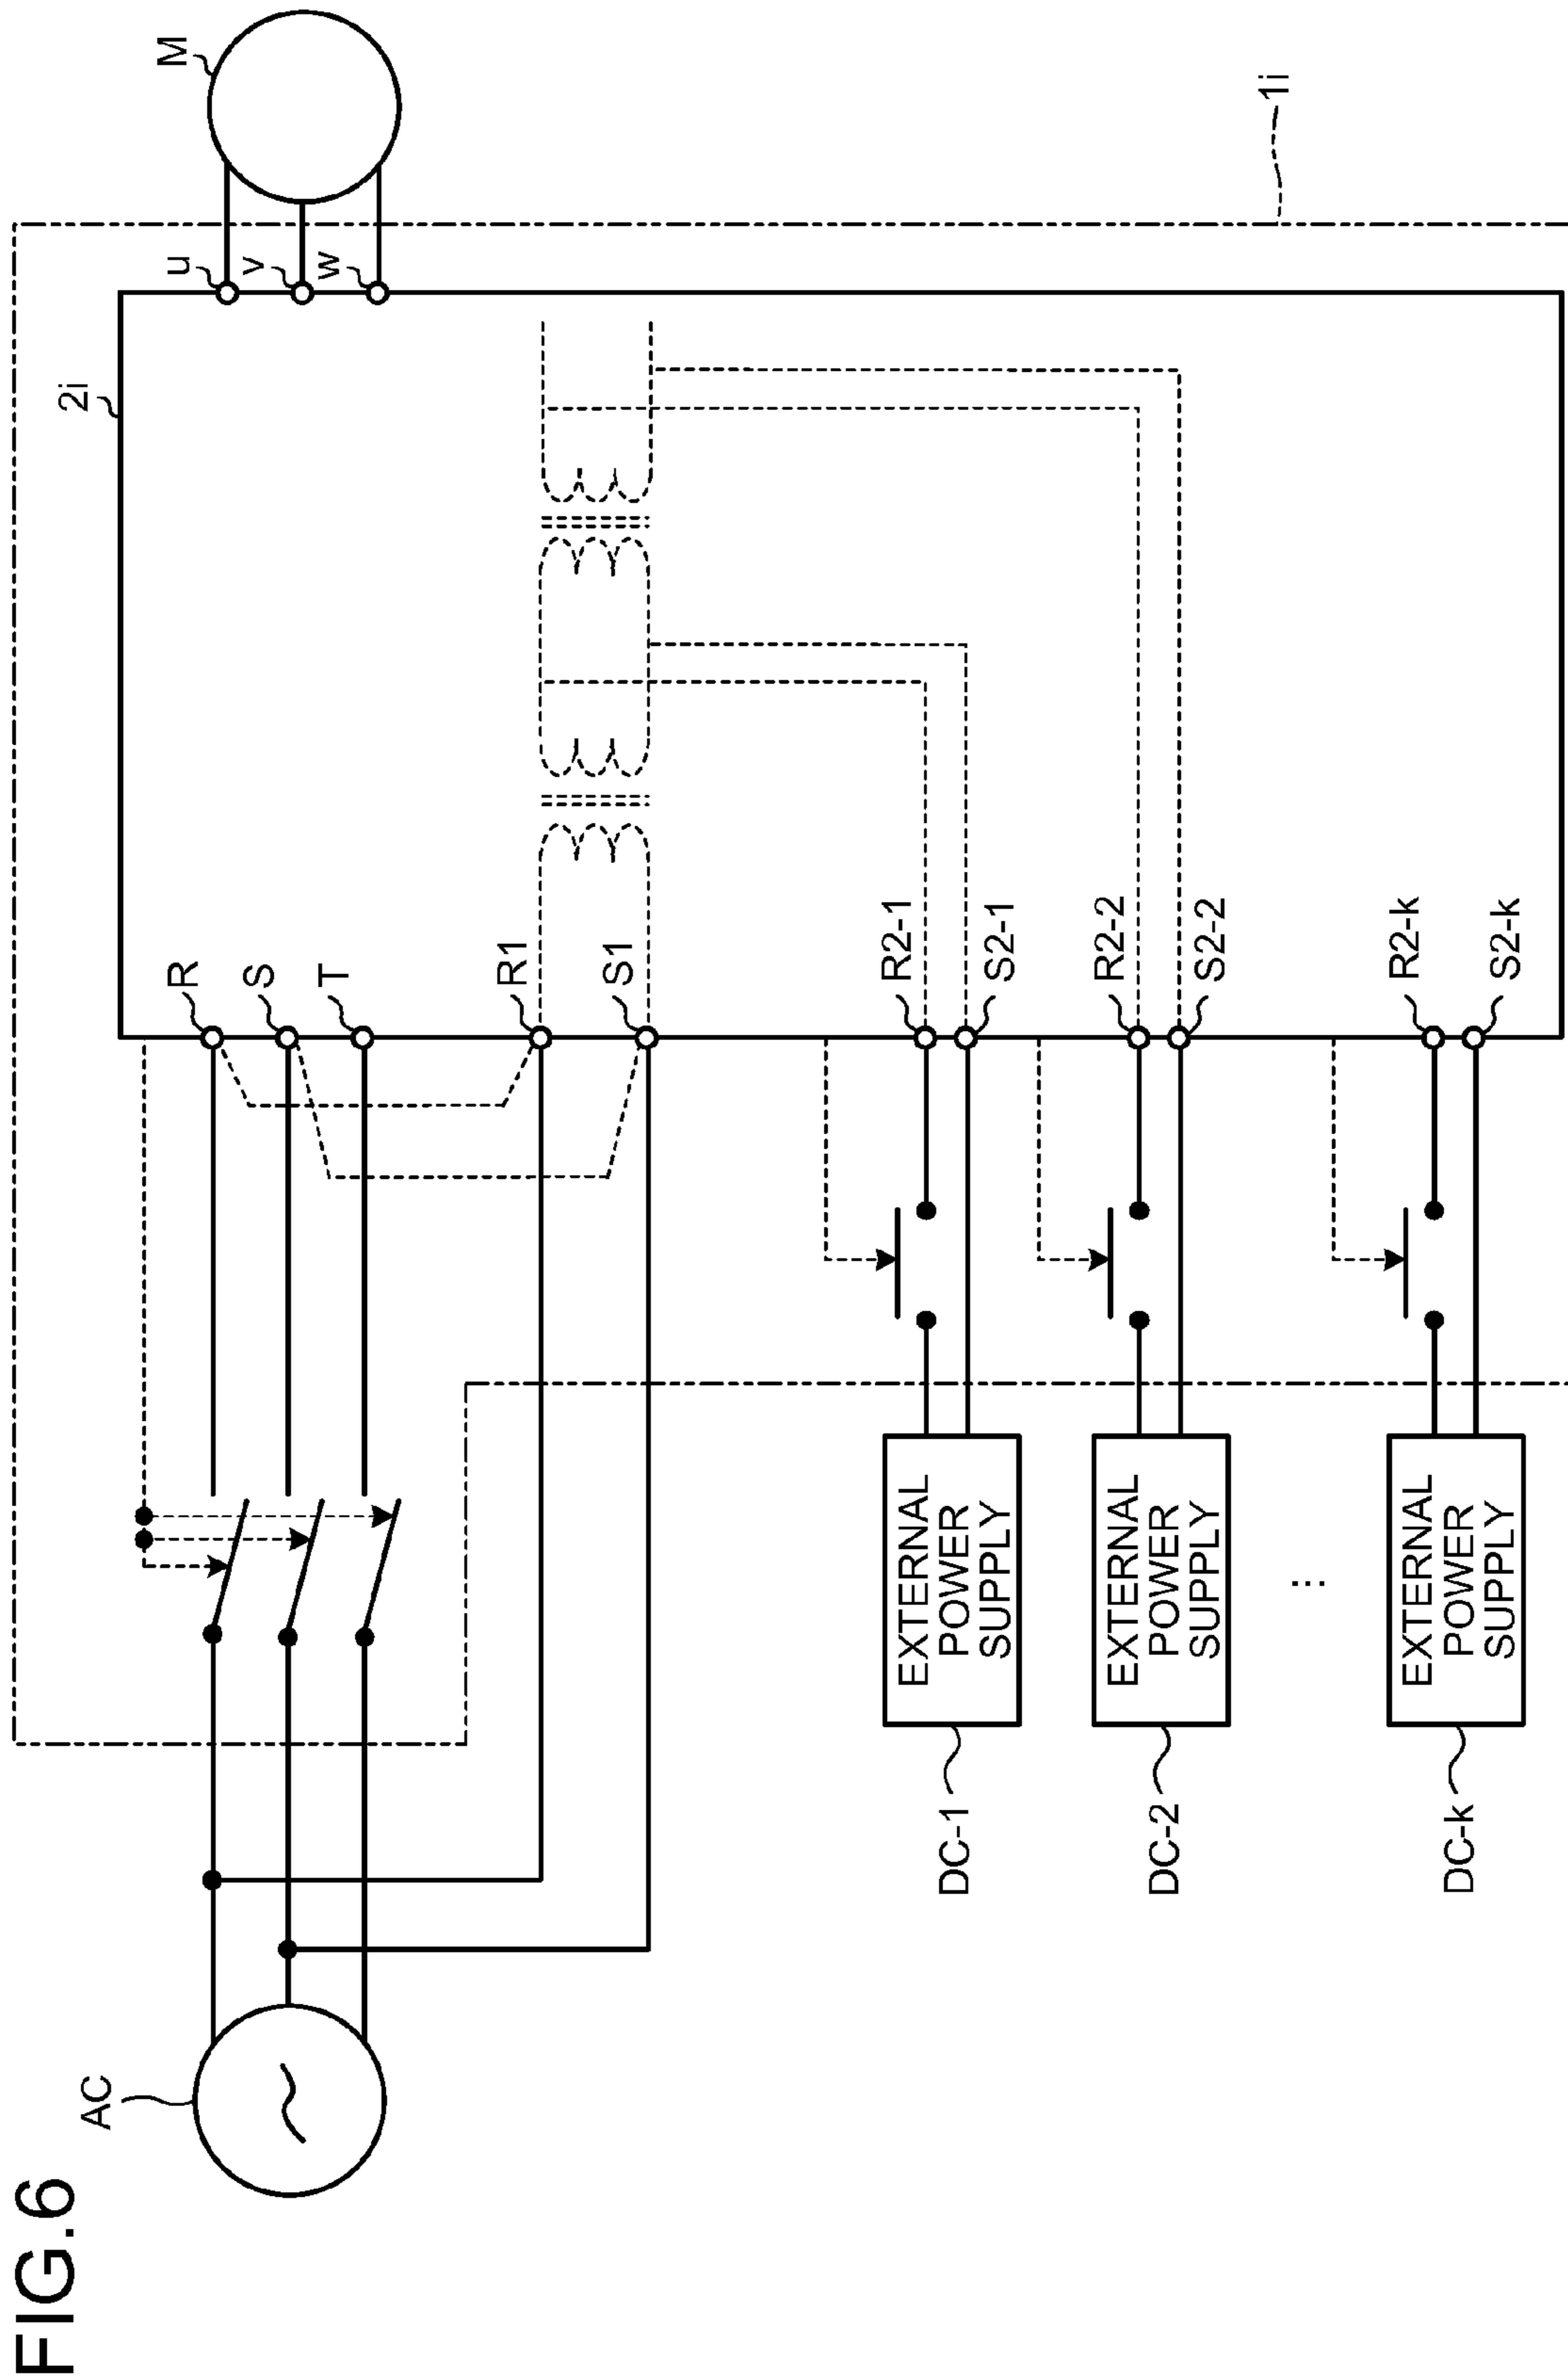 FIG.6
AC
2i
M
R
S
T
u
v
w
R1
S1
DC-1
EXTERNAL
POWER
SUPPLY
R2-1
S2-1
DC-2
EXTERNAL
POWER
SUPPLY
R2-2
S2-2
1i
...
DC-k
EXTERNAL
POWER
SUPPLY
R2-k
S2-k